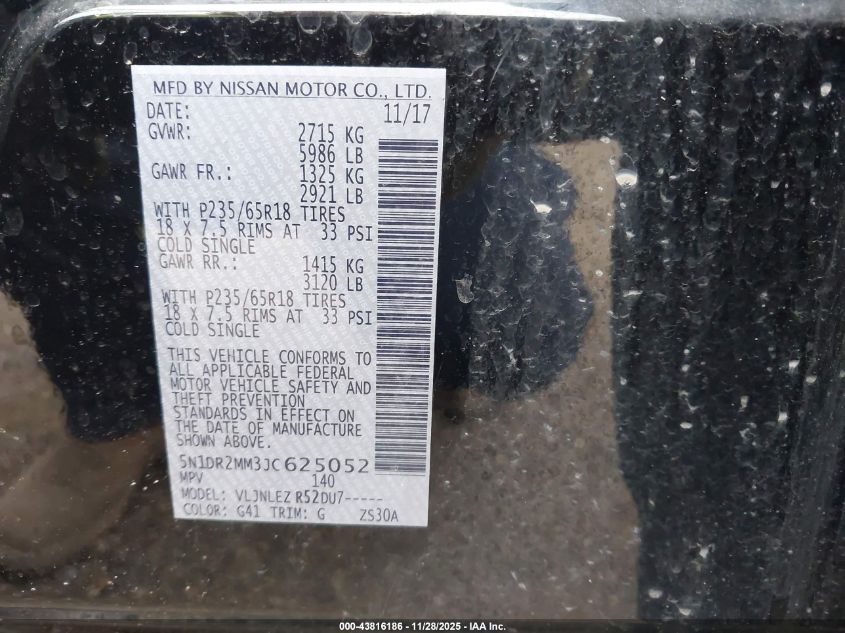 MFD BY NISSAN MOTOR CO., LTD.
DATE: 11/17
GVWR: 2715 KG
5986 LB
GAWR FR.: 1325 KG
2921 LB
WITH P235/65R18 TIRES
18 X 7.5 RIMS AT 33 PSI
COLD SINGLE
GAWR RR.: 1415 KG
3120 LB
WITH P235/65R18 TIRES
18 X 7.5 RIMS AT 33 PSI
COLD SINGLE
THIS VEHICLE CONFORMS TO
ALL APPLICABLE FEDERAL
MOTOR VEHICLE SAFETY AND
THEFT PREVENTION
STANDARDS IN EFFECT ON
THE DATE OF MANUFACTURE
SHOWN ABOVE.
5N1DR2MM3JC625052
MPV 140
MODEL: VLJNLEZ R52DU7-----
COLOR: G41 TRIM: G ZS30A
000-43816186 - 11/28/2025 - IAA Inc.